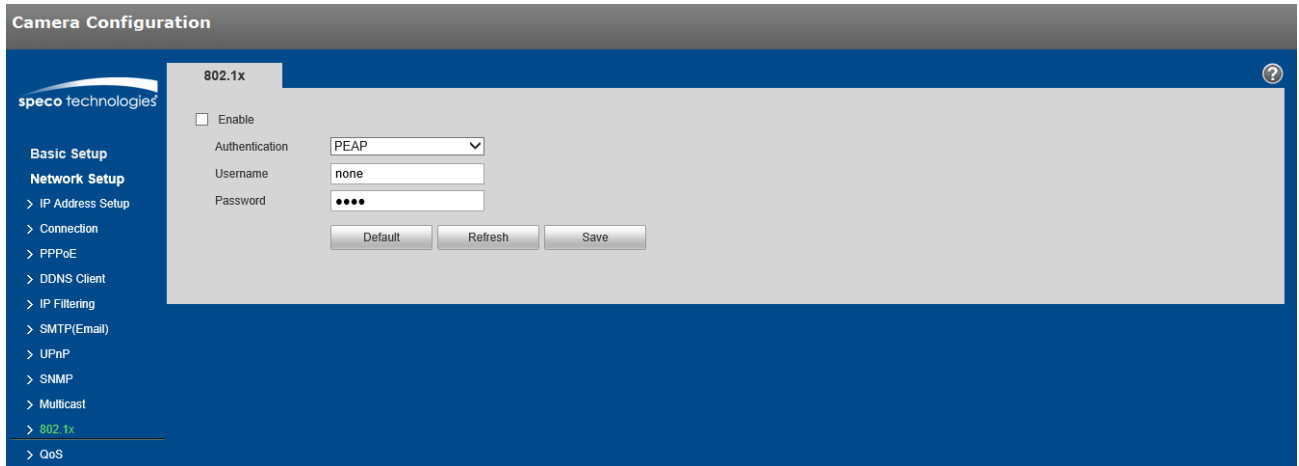 Camera Configuration
speco technologies
802.1x
?
Enable
Authentication PEAP
Username none
Password ••••
Default Refresh Save
Basic Setup
Network Setup
> IP Address Setup
> Connection
> PPPoE
> DDNS Client
> IP Filtering
> SMTP(Email)
> UPnP
> SNMP
> Multicast
> 802.1x
> QoS